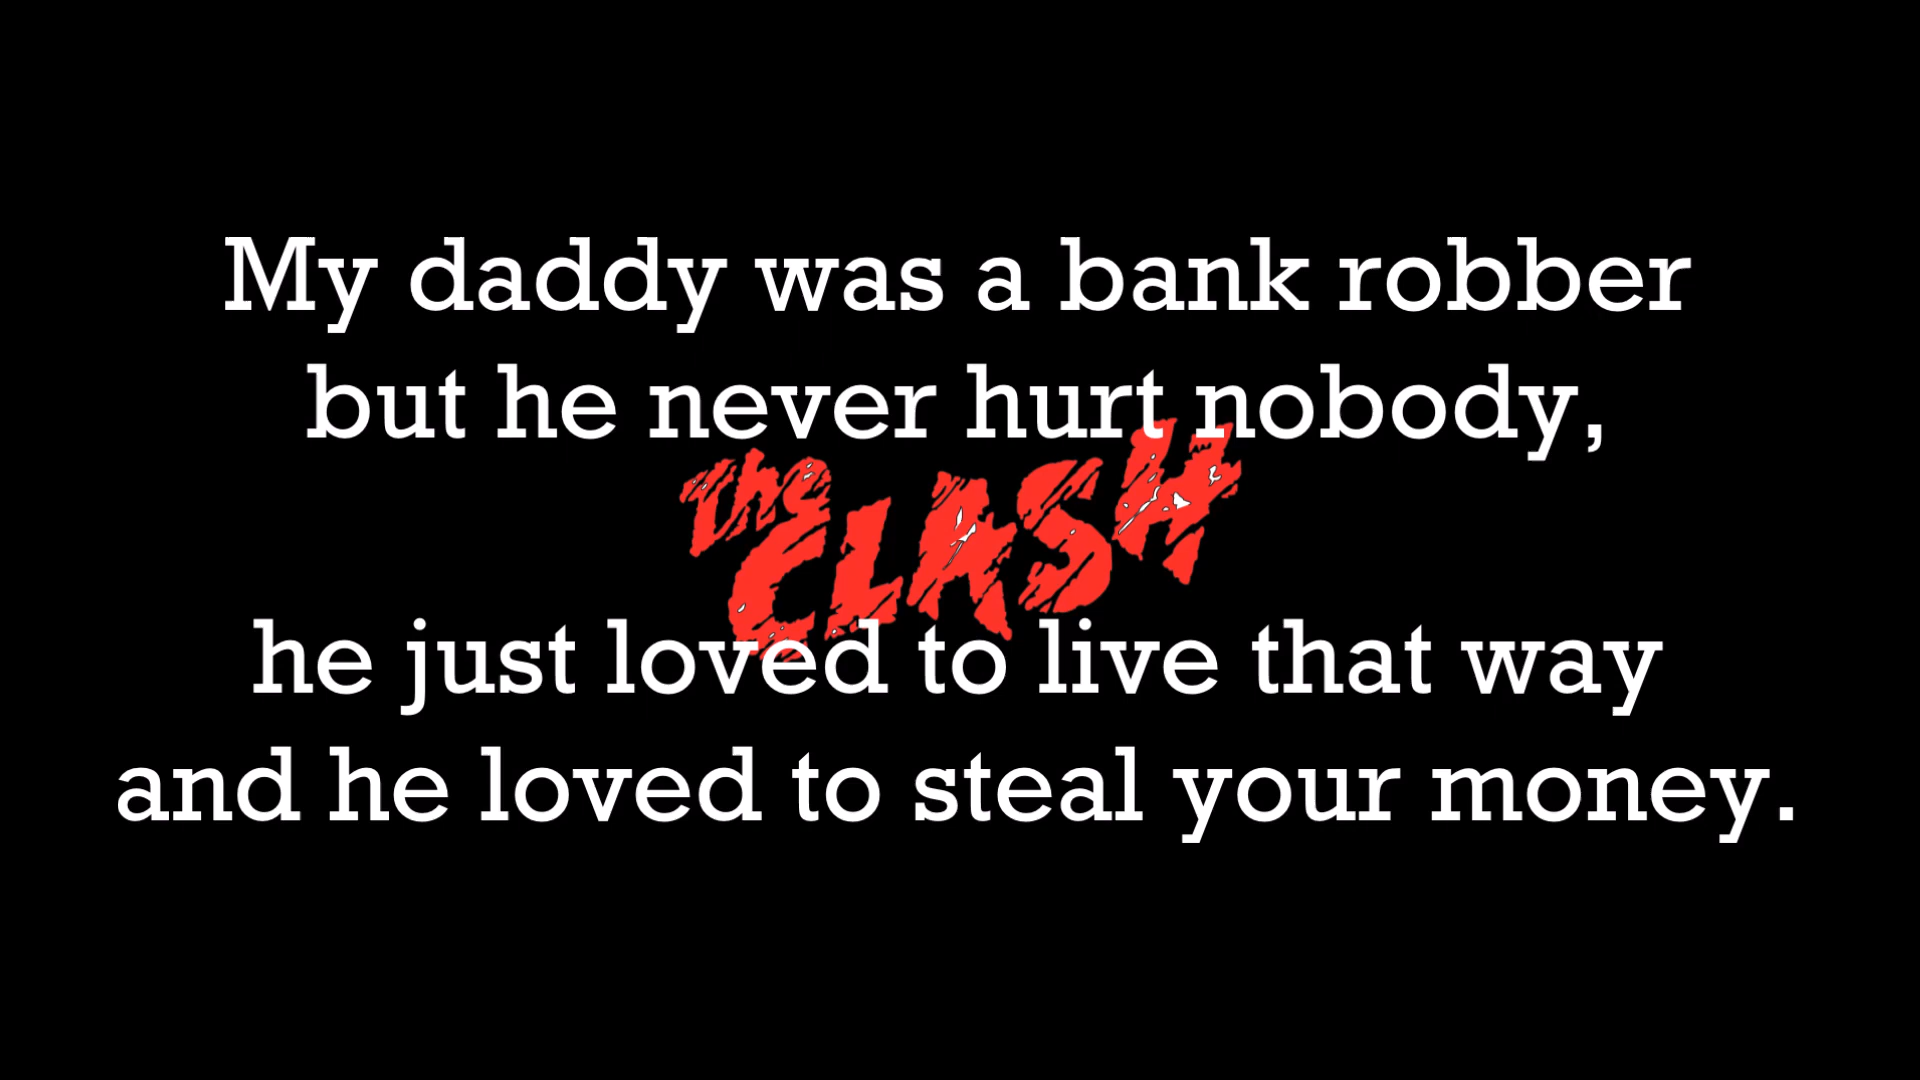 My daddy was a bank robber
but he never hurt nobody,
the CLASH
he just loved to live that way
and he loved to steal your money.